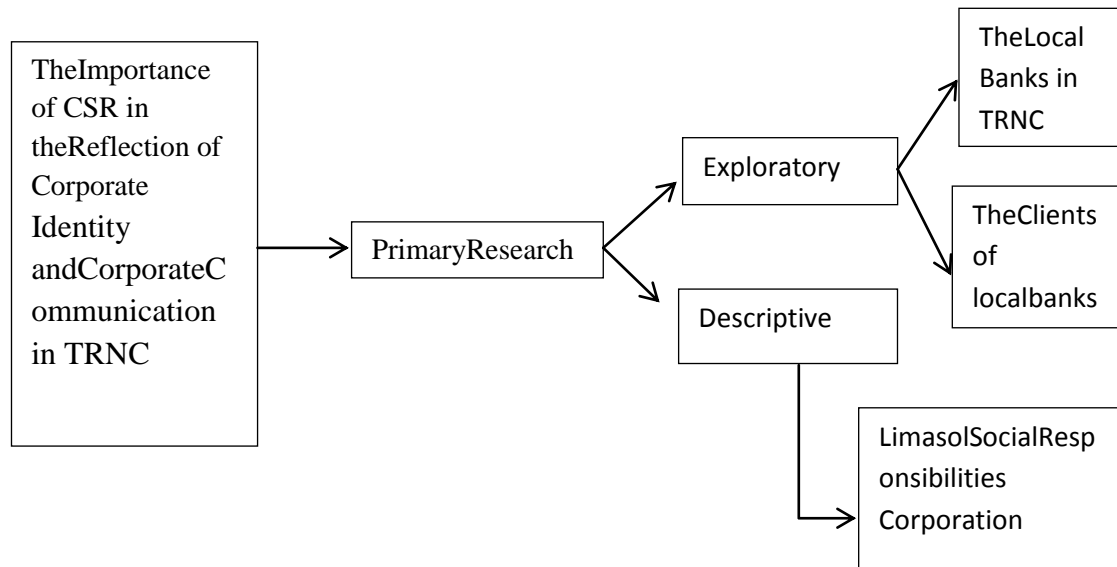 TheImportance
of CSR in
theReflection of
Corporate
Identity
andCorporateC
ommunication
in TRNC
PrimaryResearch
Exploratory
Descriptive
TheLocal
Banks in
TRNC
TheClients
of
localbanks
LimasolSocialResp
onsibilities
Corporation